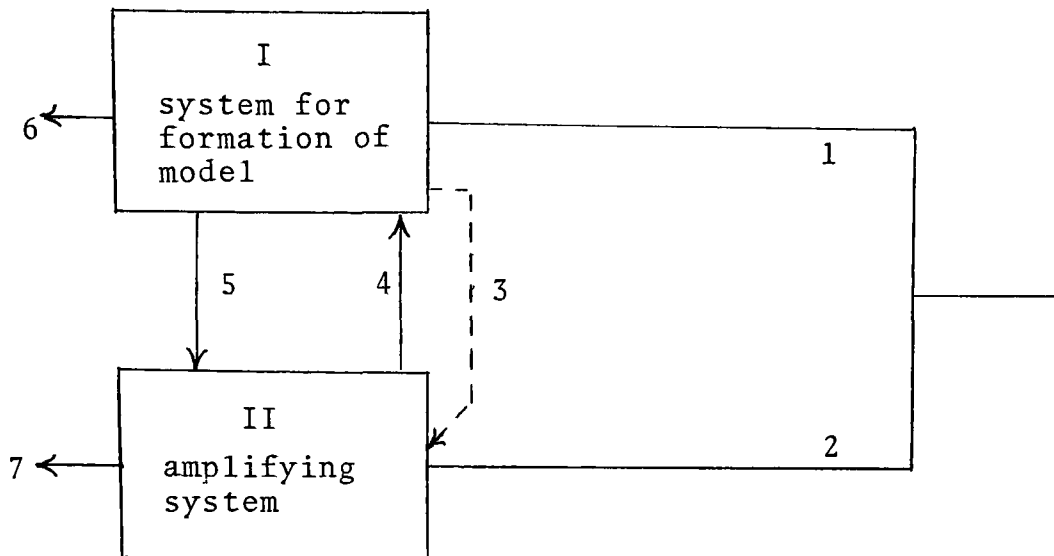 I
system for
formation of
model
6
1
5
4
3
II
amplifying
system
7
2